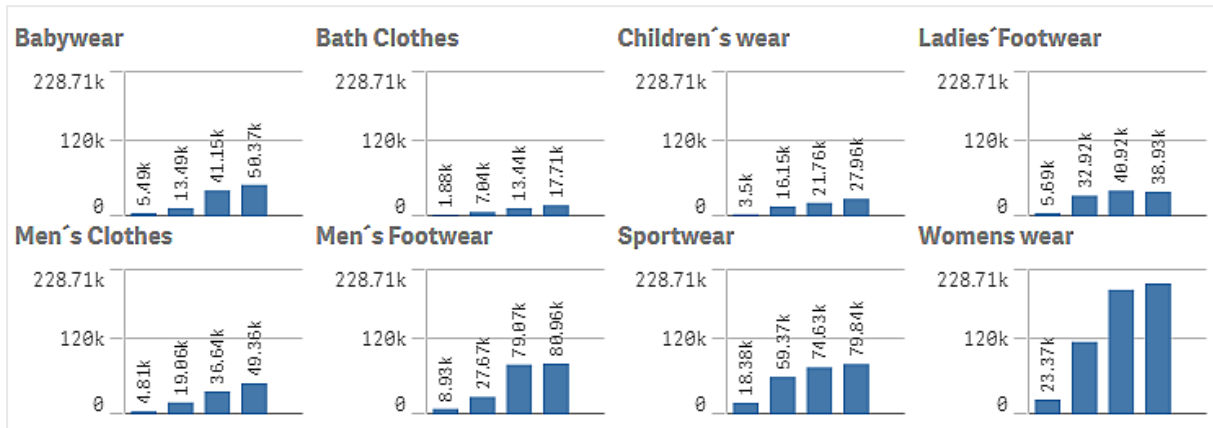 Babywear
228.71k
120k
0
5.49k
13.49k
41.15k
50.37k
Bath Clothes
228.71k
120k
0
1.88k
7.04k
13.44k
17.71k
Children´s wear
228.71k
120k
0
3.5k
16.15k
21.76k
27.96k
Ladies´Footwear
228.71k
120k
0
5.69k
32.92k
40.92k
38.93k
Men´s Clothes
228.71k
120k
0
4.81k
19.06k
36.64k
49.36k
Men´s Footwear
228.71k
120k
0
8.93k
27.67k
79.07k
80.96k
Sportwear
228.71k
120k
0
18.38k
59.37k
74.63k
79.84k
Womens wear
228.71k
120k
0
23.37k